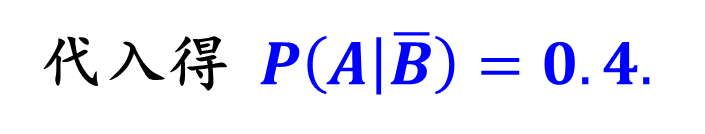 代入得 P(A|B̅) = 0.4.